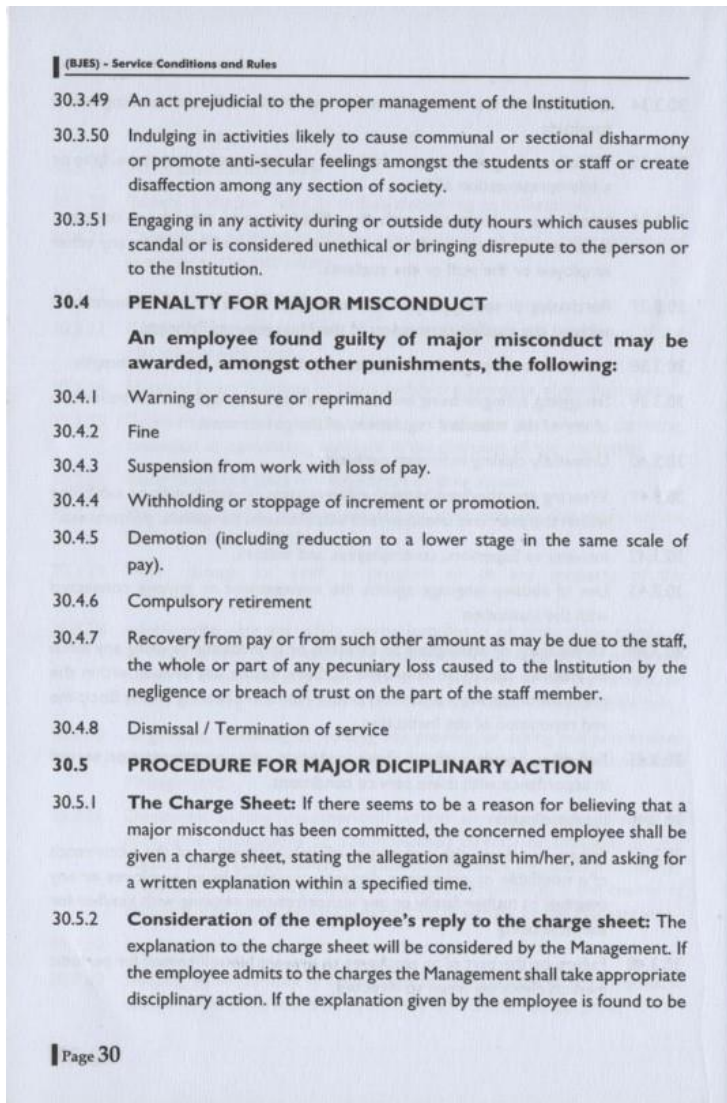 (BJES) - Service Conditions and Rules
30.3.49 An act prejudicial to the proper management of the Institution.
30.3.50 Indulging in activities likely to cause communal or sectional disharmony
or promote anti-secular feelings amongst the students or staff or create
disaffection among any section of society.
30.3.51 Engaging in any activity during or outside duty hours which causes public
scandal or is considered unethical or bringing disrepute to the person or
to the Institution.
30.4 PENALTY FOR MAJOR MISCONDUCT
An employee found guilty of major misconduct may be
awarded, amongst other punishments, the following:
30.4.1 Warning or censure or reprimand
30.4.2 Fine
30.4.3 Suspension from work with loss of pay.
30.4.4 Withholding or stoppage of increment or promotion.
30.4.5 Demotion (including reduction to a lower stage in the same scale of
pay).
30.4.6 Compulsory retirement
30.4.7 Recovery from pay or from such other amount as may be due to the staff,
the whole or part of any pecuniary loss caused to the Institution by the
negligence or breach of trust on the part of the staff member.
30.4.8 Dismissal / Termination of service
30.5 PROCEDURE FOR MAJOR DICIPLINARY ACTION
30.5.1 The Charge Sheet: If there seems to be a reason for believing that a
major misconduct has been committed, the concerned employee shall be
given a charge sheet, stating the allegation against him/her, and asking for
a written explanation within a specified time.
30.5.2 Consideration of the employee's reply to the charge sheet: The
explanation to the charge sheet will be considered by the Management. If
the employee admits to the charges the Management shall take appropriate
disciplinary action. If the explanation given by the employee is found to be
Page 30